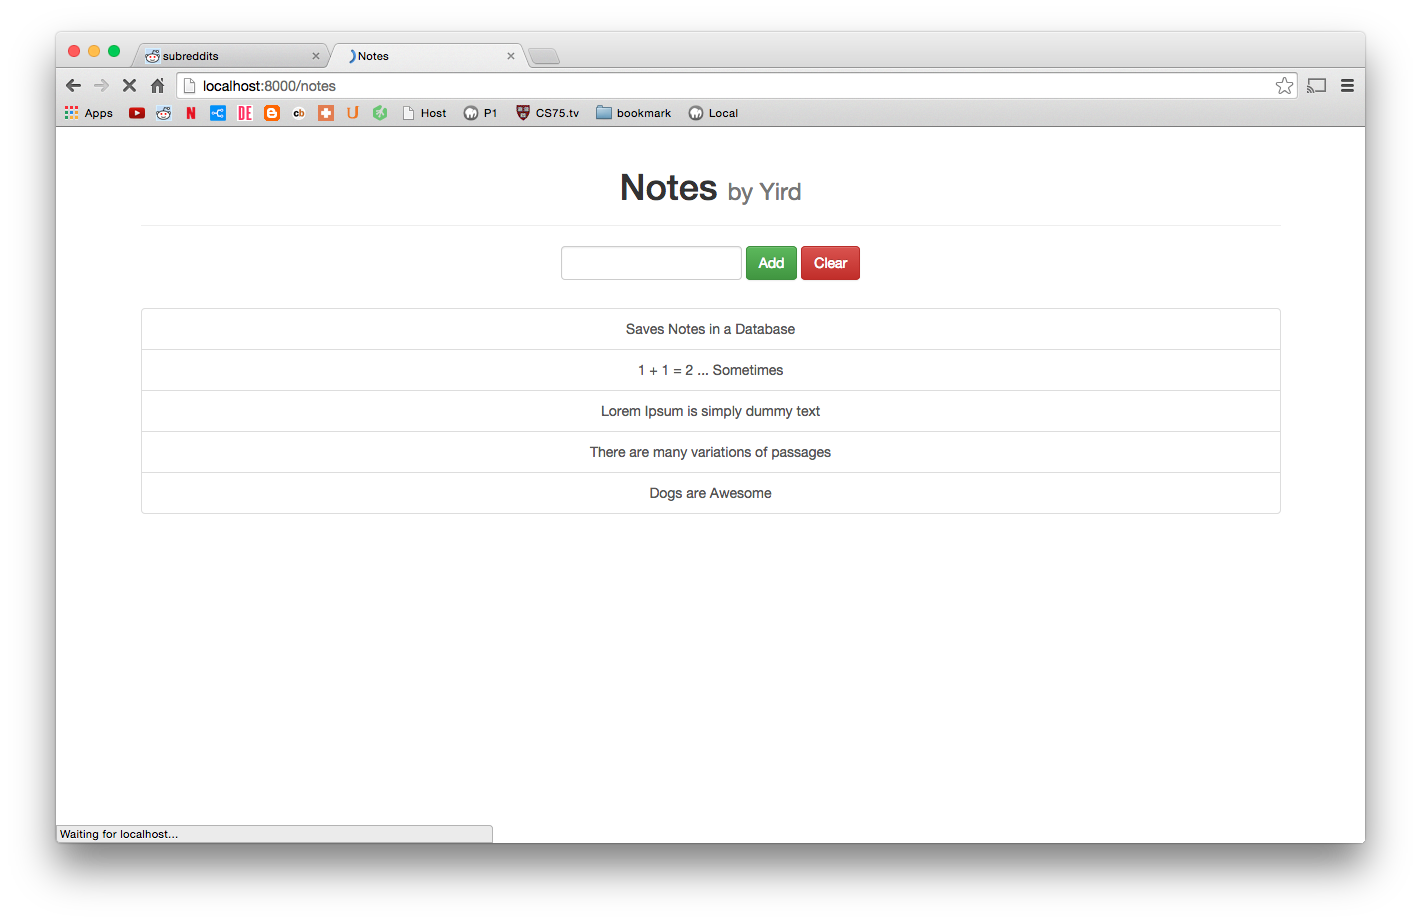 subreddits
Notes
localhost:8000/notes
Apps
N
DE
B
cb
U
Host
P1
CS75.tv
bookmark
Local
Notes by Yird
Add
Clear
Saves Notes in a Database
1 + 1 = 2 ... Sometimes
Lorem Ipsum is simply dummy text
There are many variations of passages
Dogs are Awesome
Waiting for localhost...